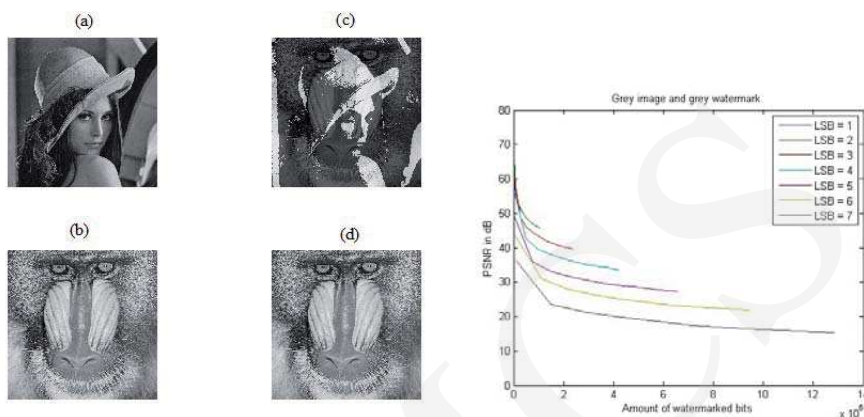 (a)
(c)
(b)
(d)
Grey image and grey watermark
PSNR in dB
80
70
60
50
40
30
20
10
0
LSB = 1
LSB = 2
LSB = 3
LSB = 4
LSB = 5
LSB = 6
LSB = 7
0
2
4
6
8
10
12
Amount of watermarked bits